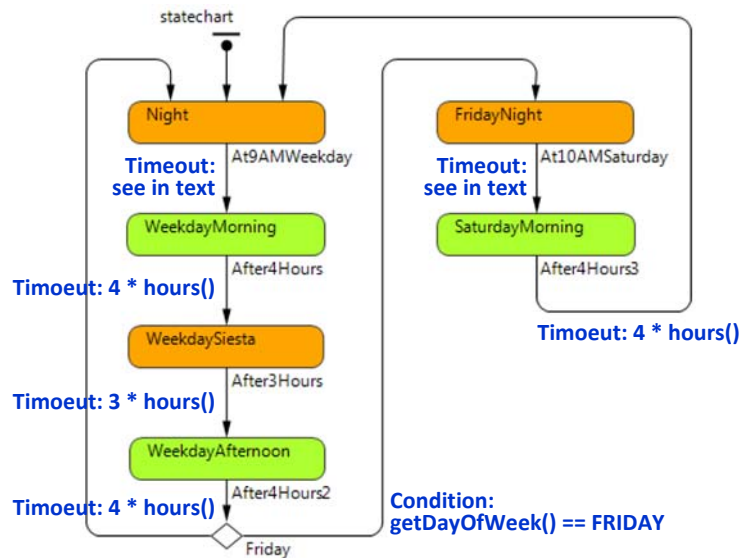 statechart
Night
FridayNight
At9AMWeekday
At10AMSaturday
Timeout:
see in text
Timeout:
see in text
WeekdayMorning
SaturdayMorning
After4Hours
After4Hours3
Timoeut: 4 * hours()
Timoeut: 4 * hours()
WeekdaySiesta
After3Hours
Timoeut: 3 * hours()
WeekdayAfternoon
After4Hours2
Timoeut: 4 * hours()
Condition:
getDayOfWeek() == FRIDAY
Friday